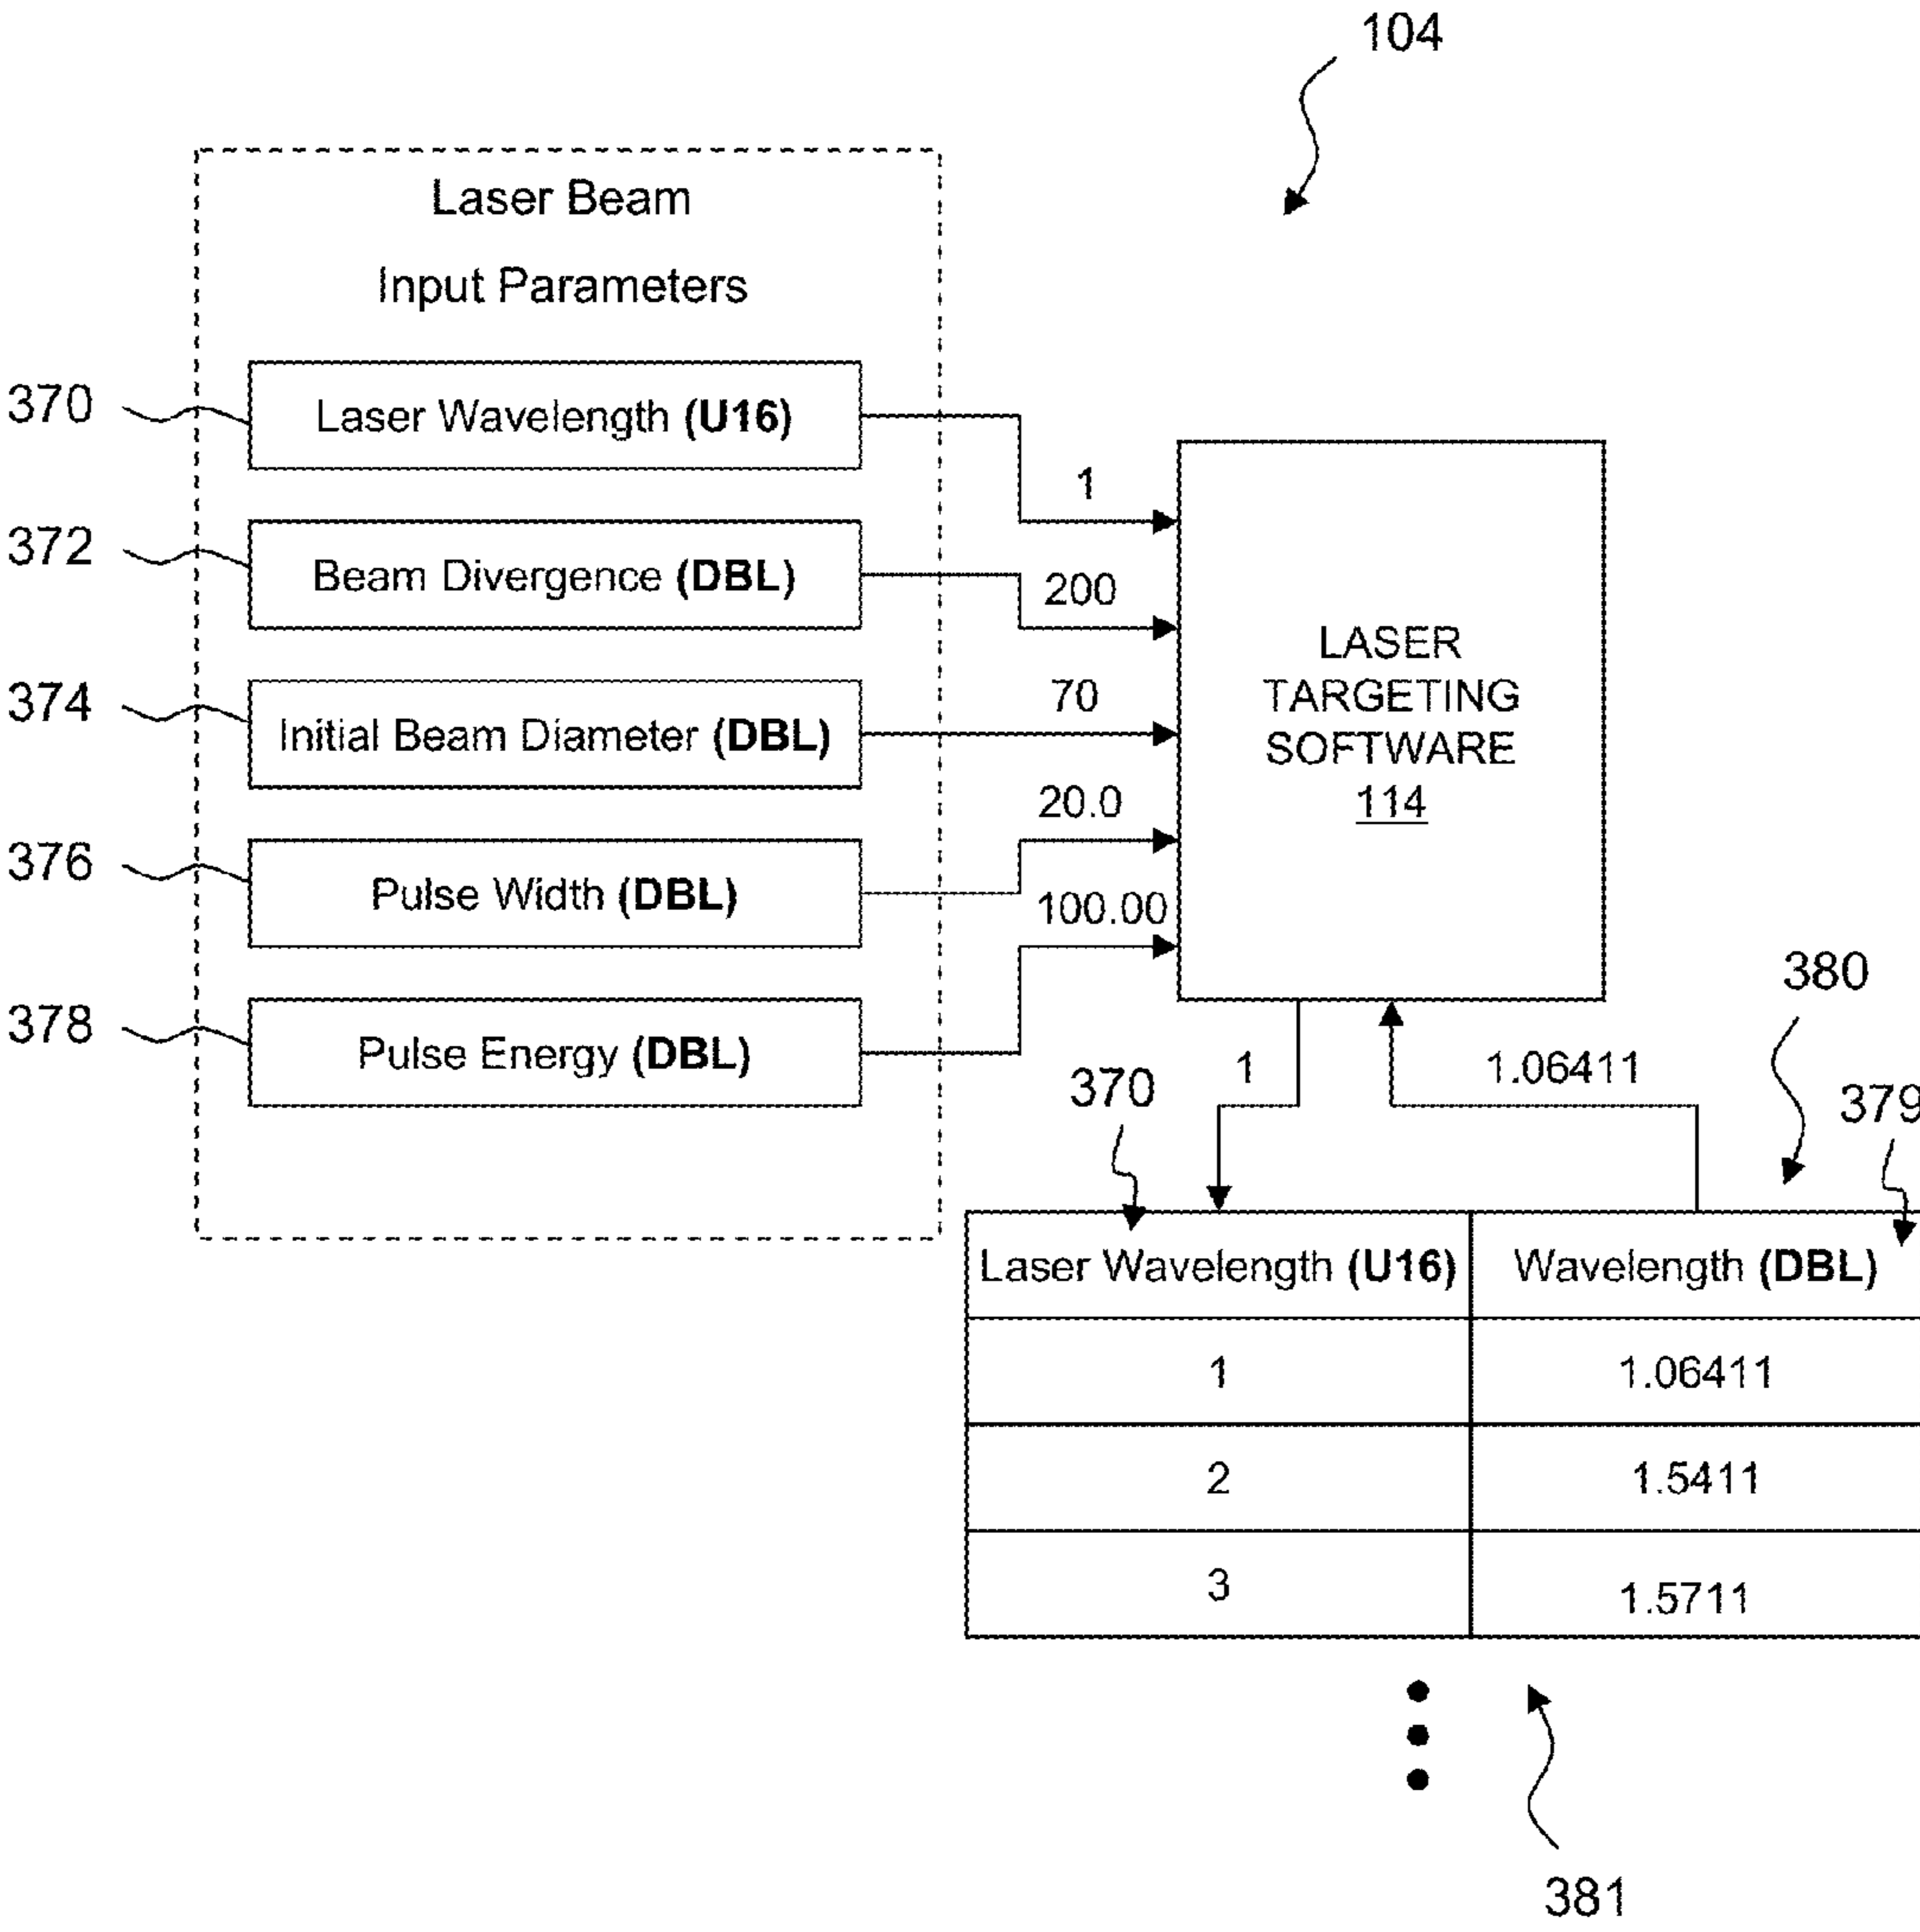 104
Laser Beam
Input Parameters
370
Laser Wavelength (U16)
1
372
Beam Divergence (DBL)
200
374
Initial Beam Diameter (DBL)
70
376
Pulse Width (DBL)
20.0
378
Pulse Energy (DBL)
100.00
LASER
TARGETING
SOFTWARE
114
380
370
1
1.06411
379
Laser Wavelength (U16) Wavelength (DBL)
1 1.06411
2 1.5411
3 1.5711
381